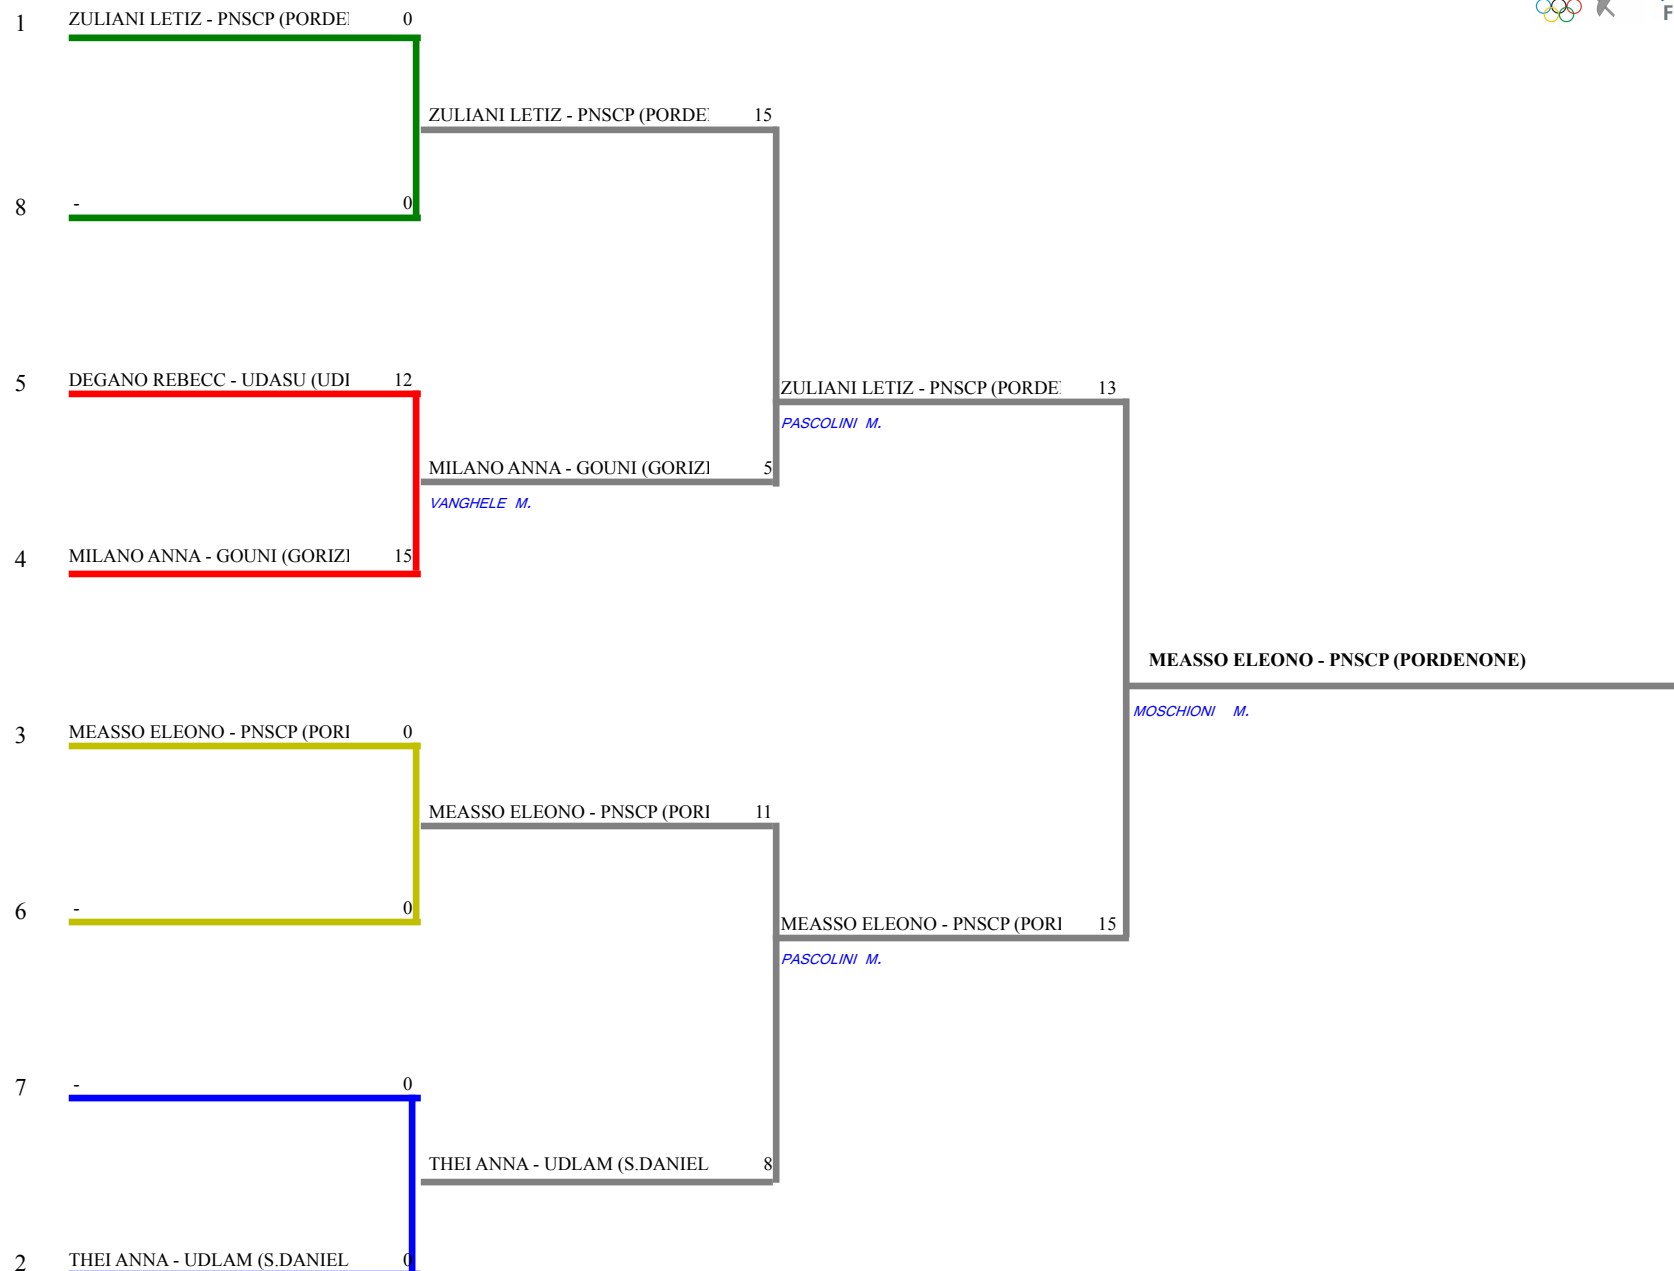 1 ZULIANI LETIZ - PNSCP (PORDE 0
ZULIANI LETIZ - PNSCP (PORDE 15
8 - 0
5 DEGANO REBECC - UDASU (UDI 12
ZULIANI LETIZ - PNSCP (PORDE 13
PASCOLINI M.
MILANO ANNA - GOUNI (GORIZI 5
VANGHELE M.
4 MILANO ANNA - GOUNI (GORIZI 15
MEASSO ELEONO - PNSCP (PORDENONE)
MOSCHIONI M.
3 MEASSO ELEONO - PNSCP (PORI 0
MEASSO ELEONO - PNSCP (PORI 11
6 - 0
MEASSO ELEONO - PNSCP (PORI 15
PASCOLINI M.
7 - 0
THEI ANNA - UDLAM (S.DANIEL 8
2 THEI ANNA - UDLAM (S.DANIEL 0